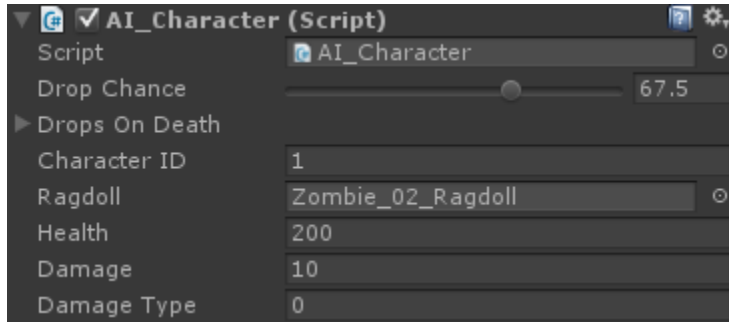 AI_Character (Script)
Script AI_Character
Drop Chance 67.5
Drops On Death
Character ID 1
Ragdoll Zombie_02_Ragdoll
Health 200
Damage 10
Damage Type 0